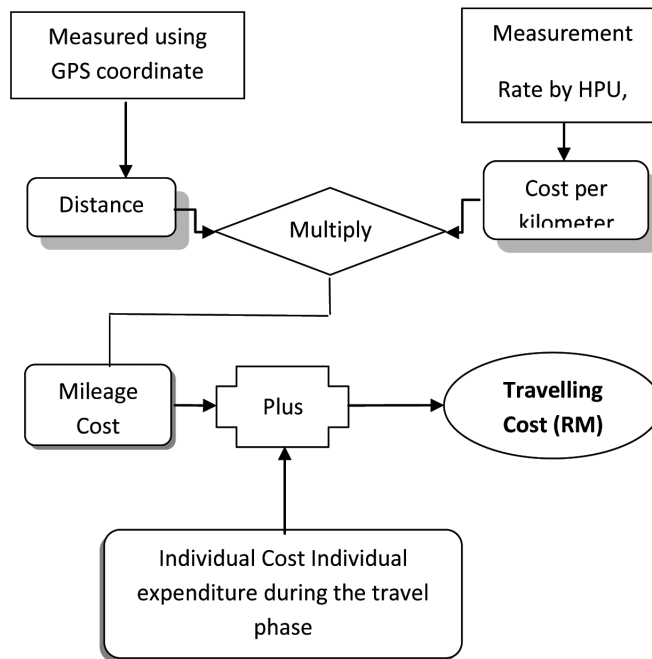 Measured using
GPS coordinate
Measurement
Rate by HPU,
Distance
Multiply
Cost per
kilometer
Mileage
Cost
Plus
Travelling
Cost (RM)
Individual Cost Individual
expenditure during the travel
phase